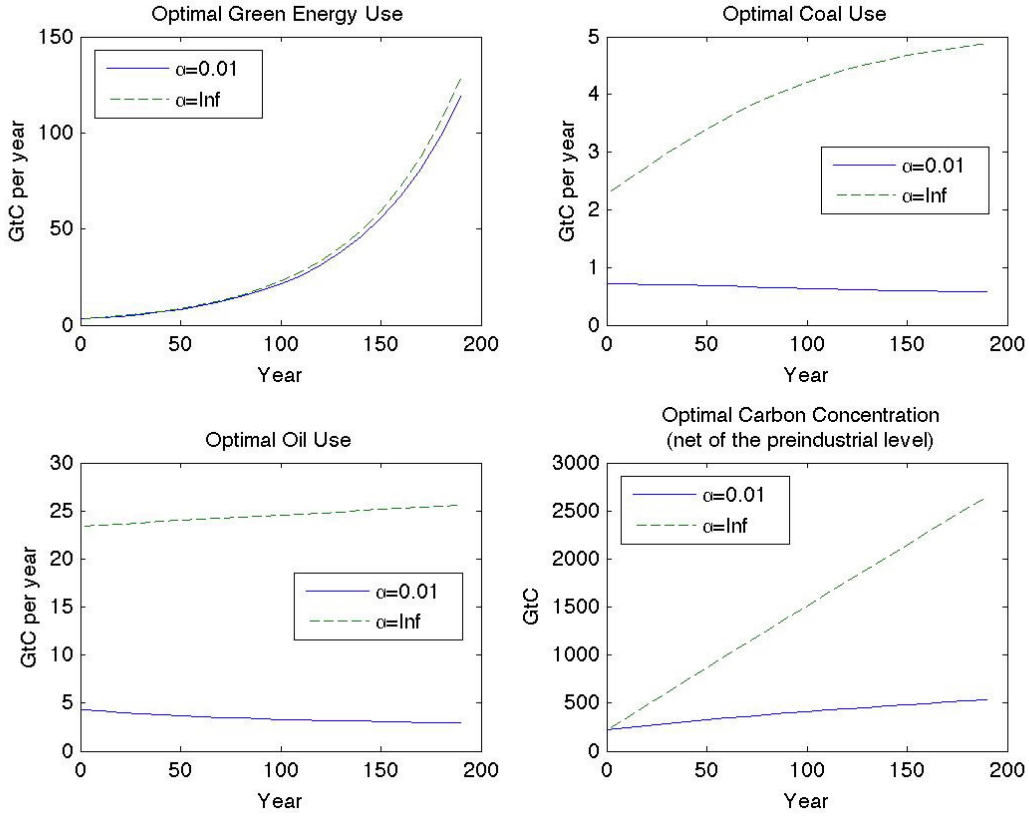 Optimal Green Energy Use
150
100
50
0
GtC per year
α=0.01
α=Inf
0 50 100 150 200
Year
Optimal Coal Use
5
4
3
2
1
0
GtC per year
α=0.01
α=Inf
0 50 100 150 200
Year
Optimal Oil Use
30
25
20
15
10
5
0
GtC per year
α=0.01
α=Inf
0 50 100 150 200
Year
Optimal Carbon Concentration
(net of the preindustrial level)
3000
2500
2000
1500
1000
500
0
GtC
α=0.01
α=Inf
0 50 100 150 200
Year